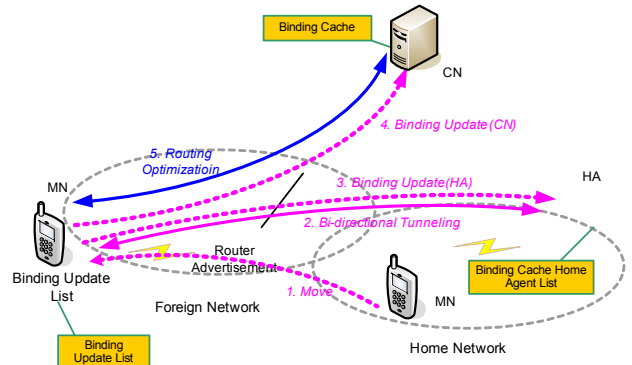 Binding Cache
CN
4. Binding Update(CN)
5. Routing
Optimizatioin
MN
3. Binding Update(HA)
HA
2. Bi-directional Tunneling
Router
Advertisement
Binding Update
List
Binding Cache Home
Agent List
1. Move
MN
Foreign Network
Binding
Update List
Home Network